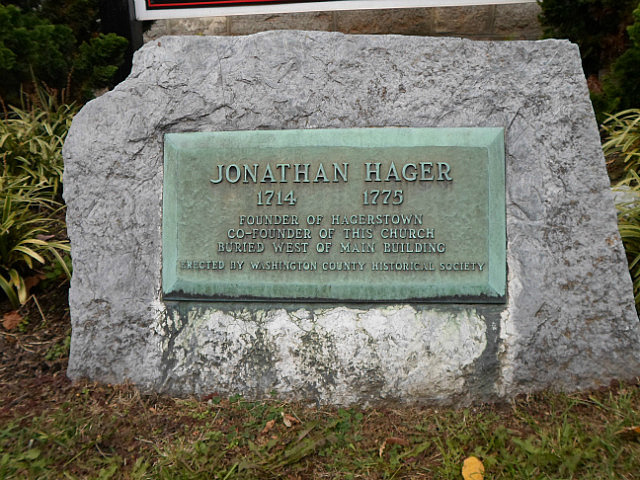 JONATHAN HAGER
1714 1775
FOUNDER OF HAGERSTOWN
CO-FOUNDER OF THIS CHURCH
BURIED WEST OF MAIN BUILDING
ERECTED BY WASHINGTON COUNTY HISTORICAL SOCIETY